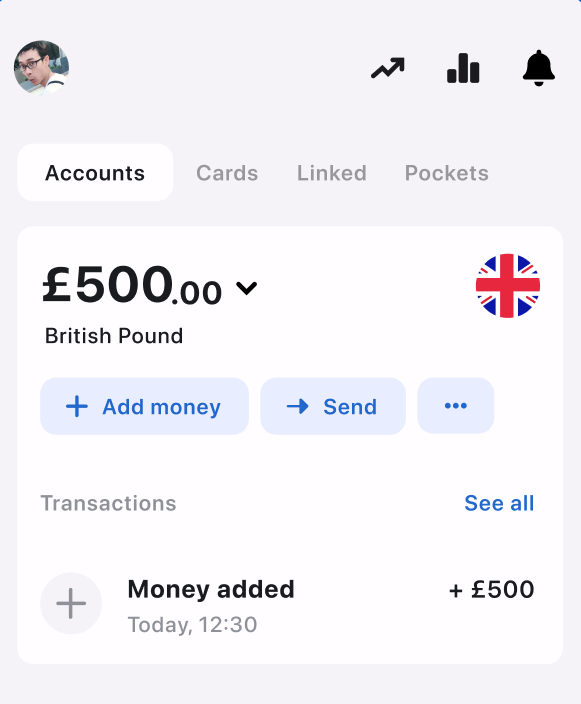 Accounts Cards Linked Pockets
£500.00
British Pound
Add money Send
Transactions See all
Money added + £500
Today, 12:30